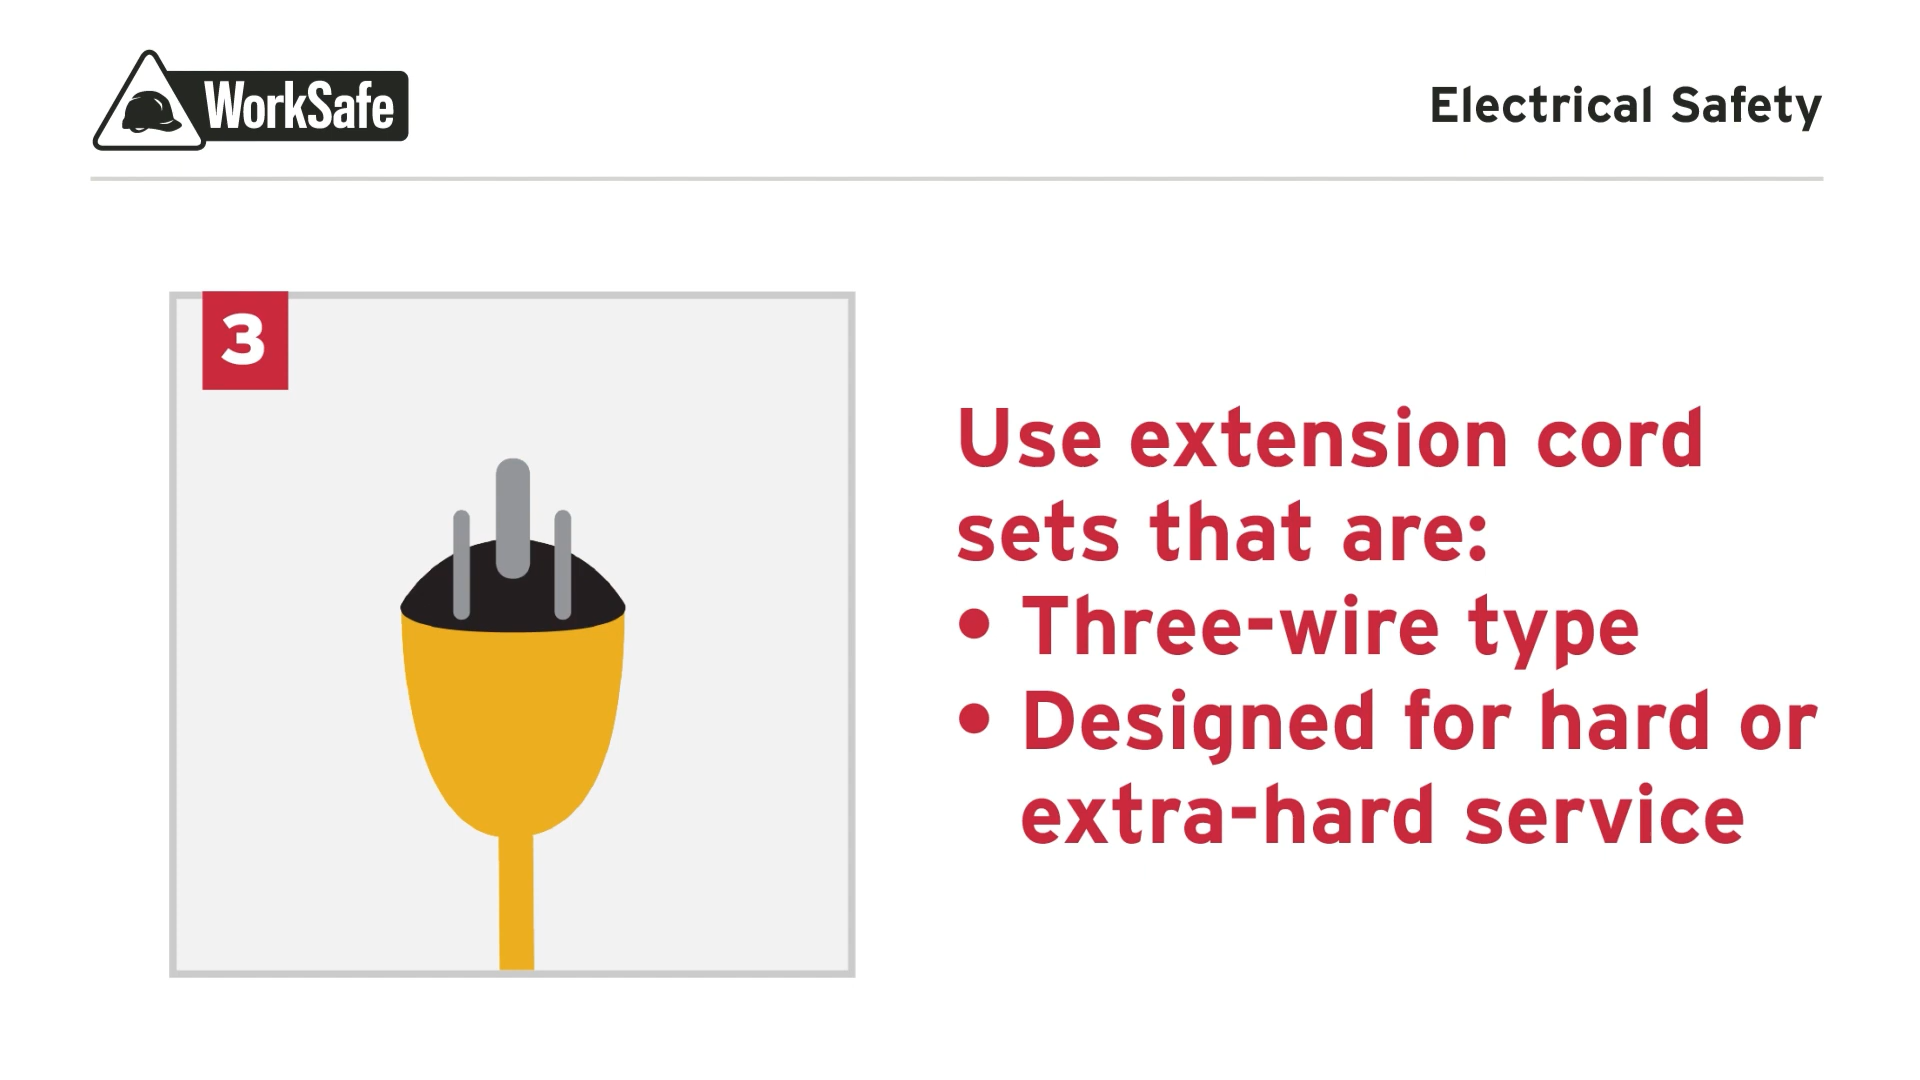 WorkSafe
Electrical Safety
3
Use extension cord
sets that are:
• Three-wire type
• Designed for hard or
extra-hard service